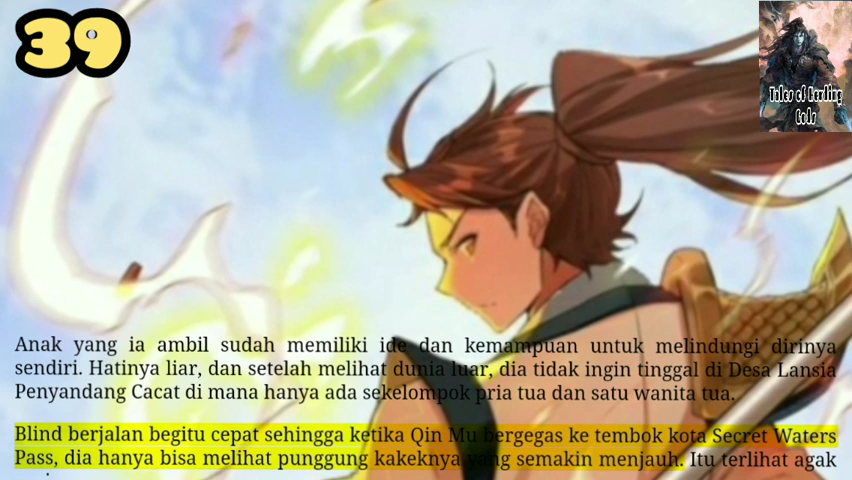 39
Tales of Herding
Gods
Anak yang ia ambil sudah memiliki ide dan kemampuan untuk melindungi dirinya
sendiri. Hatinya liar, dan setelah melihat dunia luar, dia tidak ingin tinggal di Desa Lansia
Penyandang Cacat di mana hanya ada sekelompok pria tua dan satu wanita tua.
Blind berjalan begitu cepat sehingga ketika Qin Mu bergegas ke tembok kota Secret Waters
Pass, dia hanya bisa melihat punggung kakeknya yang semakin menjauh. Itu terlihat agak